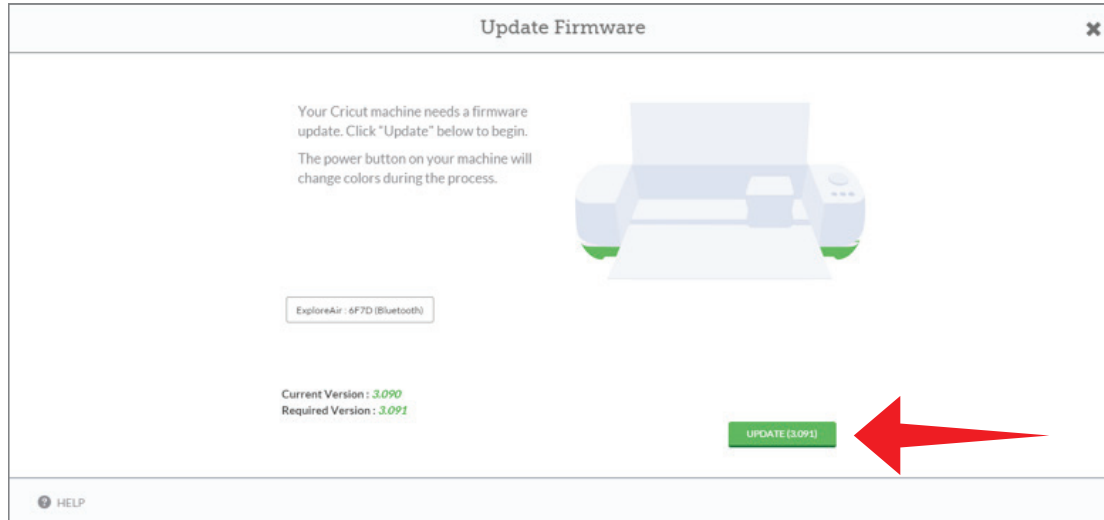 Update Firmware
Your Cricut machine needs a firmware
update. Click "Update" below to begin.
The power button on your machine will
change colors during the process.
ExploreAir : 6F7D (Bluetooth)
Current Version : 3.090
Required Version : 3.091
UPDATE (3.091)
HELP